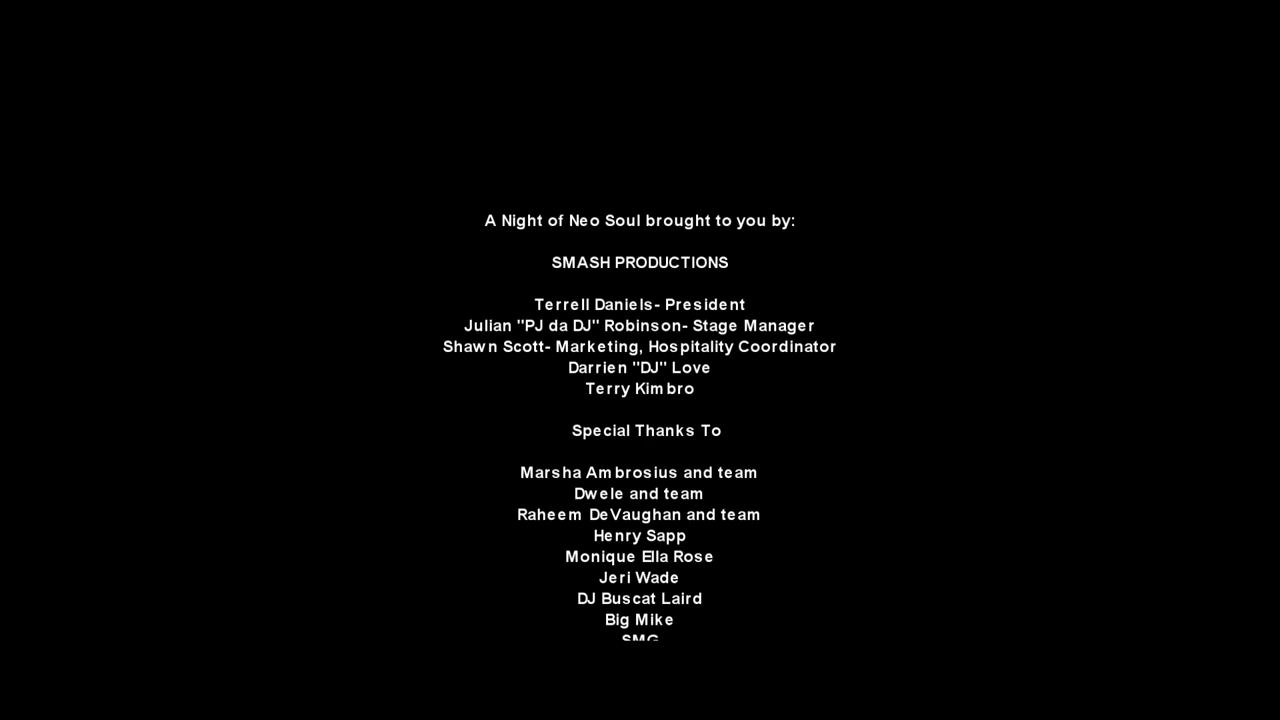 A Night of Neo Soul brought to you by:
SMASH PRODUCTIONS
Terrell Daniels- President
Julian "PJ da DJ" Robinson- Stage Manager
Shawn Scott- Marketing, Hospitality Coordinator
Darrien "DJ" Love
Terry Kimbro
Special Thanks To
Marsha Ambrosius and team
Dwele and team
Raheem DeVaughan and team
Henry Sapp
Monique Ella Rose
Jeri Wade
DJ Buscat Laird
Big Mike
SMG